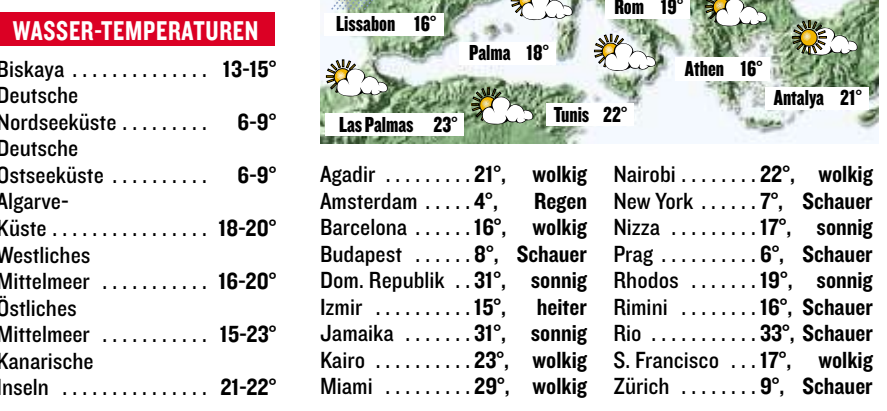 WASSER-TEMPERATUREN
Biskaya . . . . . . . . . . . . . . 13-15°
Deutsche
Nordseeküste . . . . . . . . . 6-9°
Deutsche
Ostseeküste . . . . . . . . . . 6-9°
Algarve-
Küste . . . . . . . . . . . . . . . . 18-20°
Westliches
Mittelmeer . . . . . . . . . . . 16-20°
Östliches
Mittelmeer . . . . . . . . . . . 15-23°
Kanarische
Inseln . . . . . . . . . . . . . . . 21-22°
Lissabon 16°
Rom 19°
Palma 18°
Athen 16°
Antalya 21°
Las Palmas 23°
Tunis 22°
Agadir . . . . . . . . . 21°, wolkig
Amsterdam . . . . . 4°, Regen
Barcelona . . . . . . 16°, wolkig
Budapest . . . . . . 8°, Schauer
Dom. Republik . . 31°, sonnig
Izmir . . . . . . . . . . 15°, heiter
Jamaika . . . . . . . 31°, sonnig
Kairo . . . . . . . . . . 23°, wolkig
Miami . . . . . . . . . 29°, wolkig
Nairobi . . . . . . . . 22°, wolkig
New York . . . . . . 7°, Schauer
Nizza . . . . . . . . . 17°, sonnig
Prag . . . . . . . . . . 6°, Schauer
Rhodos . . . . . . . . 19°, sonnig
Rimini . . . . . . . . 16°, Schauer
Rio . . . . . . . . . . . 33°, Schauer
S. Francisco . . . 17°, wolkig
Zürich . . . . . . . . 9°, Schauer